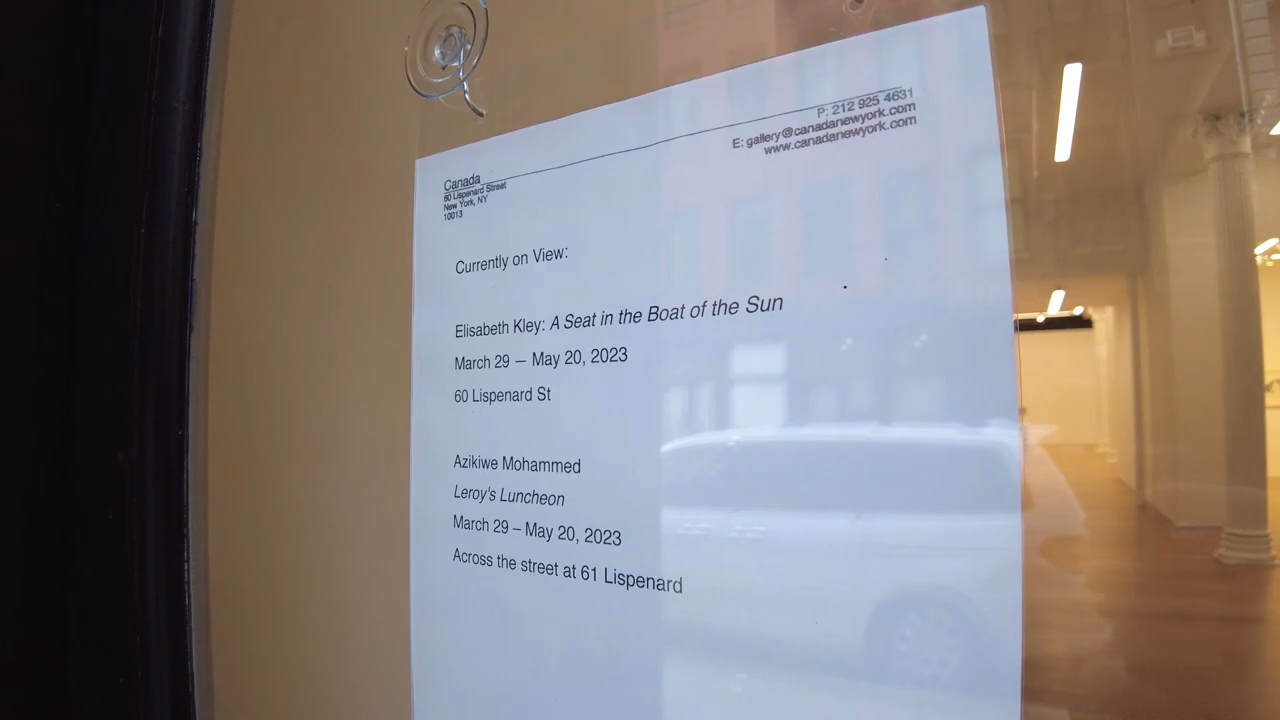 P: 212 925 4631
E: gallery@canadanewyork.com
www.canadanewyork.com
Canada
60 Lispenard Street
New York, NY
10013
Currently on View:
Elisabeth Kley: A Seat in the Boat of the Sun
March 29 — May 20, 2023
60 Lispenard St
Azikiwe Mohammed
Leroy's Luncheon
March 29 – May 20, 2023
Across the street at 61 Lispenard